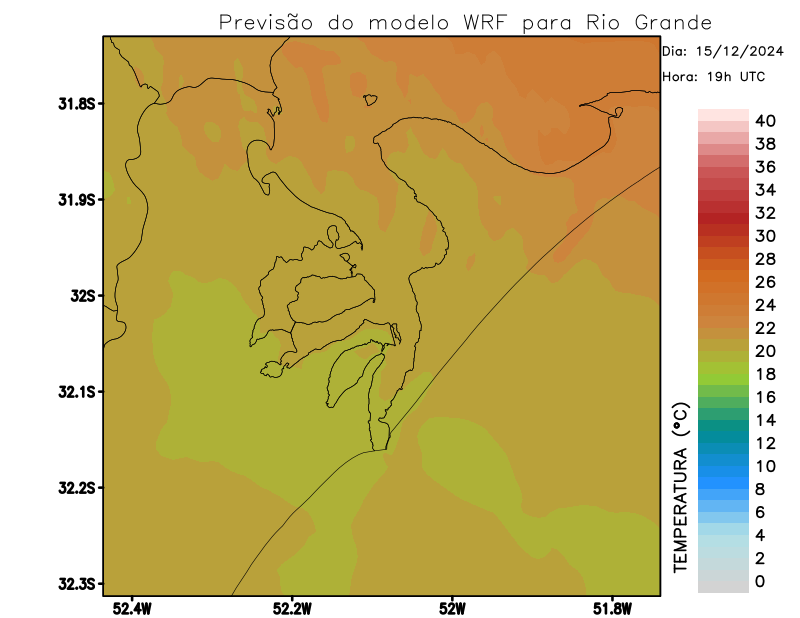 Previsão do modelo WRF para Rio Grande
Dia: 15/12/2024
Hora: 19h UTC
31.8S
31.9S
32S
32.1S
32.2S
32.3S
52.4W
52.2W
52W
51.8W
TEMPERATURA (°C)
40
38
36
34
32
30
28
26
24
22
20
18
16
14
12
10
8
6
4
2
0